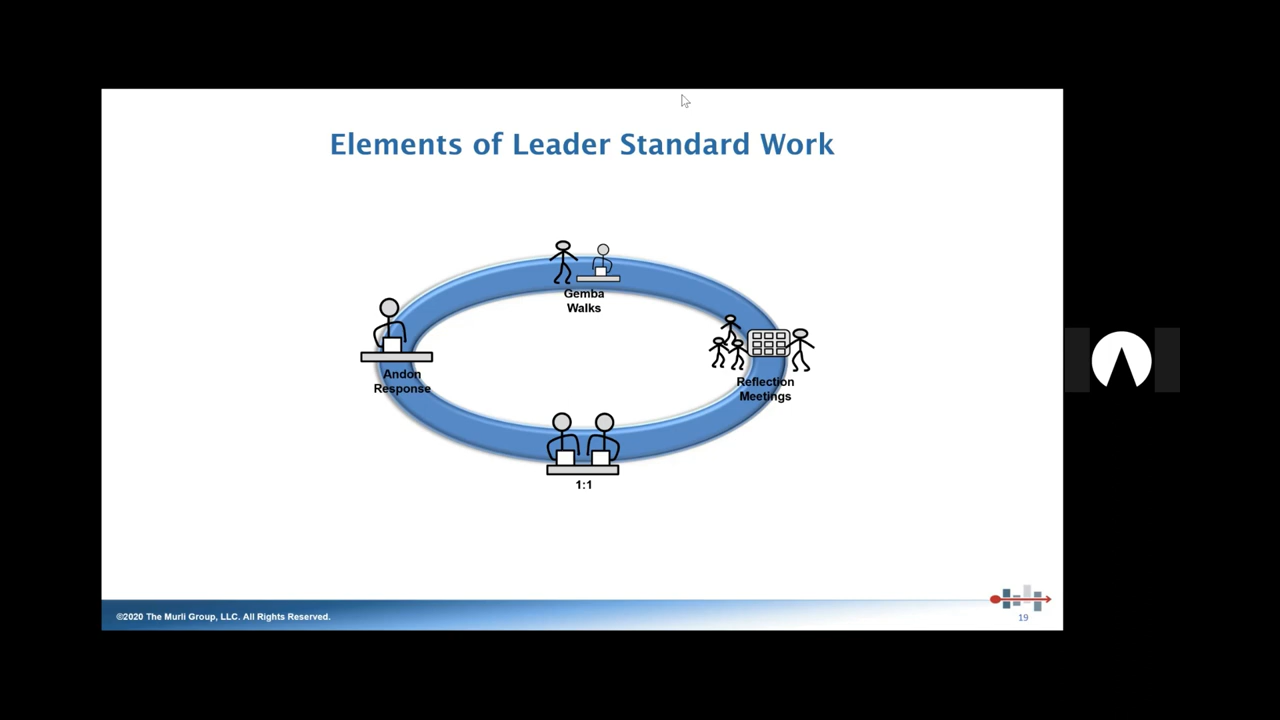 Elements of Leader Standard Work
Gemba
Walks
Andon
Response
Reflection
Meetings
1:1
©2020 The Murli Group, LLC. All Rights Reserved.
19